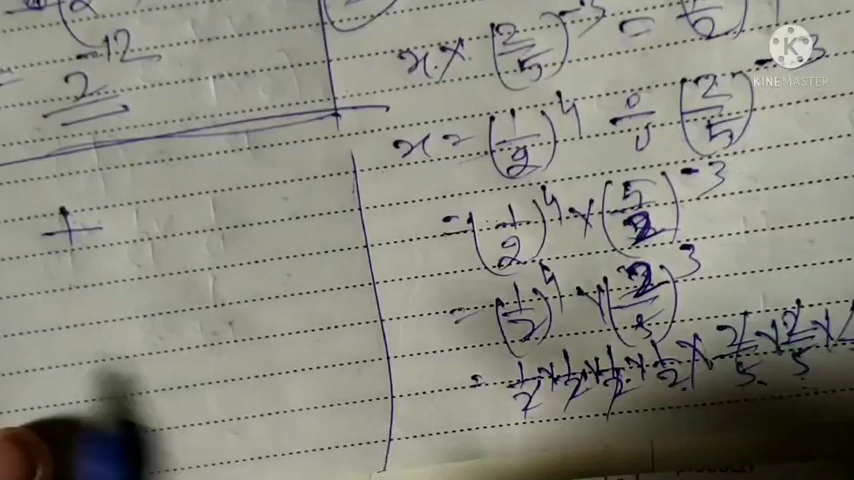 2^-12
x × (2/5)^-3 = (1/2)^4
x = (1/2)^4 ÷ (2/5)^-3
= (1/2)^4 × (5/2)^-3
= (1/2)^4 × (2/5)^3
= 1/2 × 1/2 × 1/2 × 1/2 × 2/5 × 2/5 ×
+
KINEMASTER